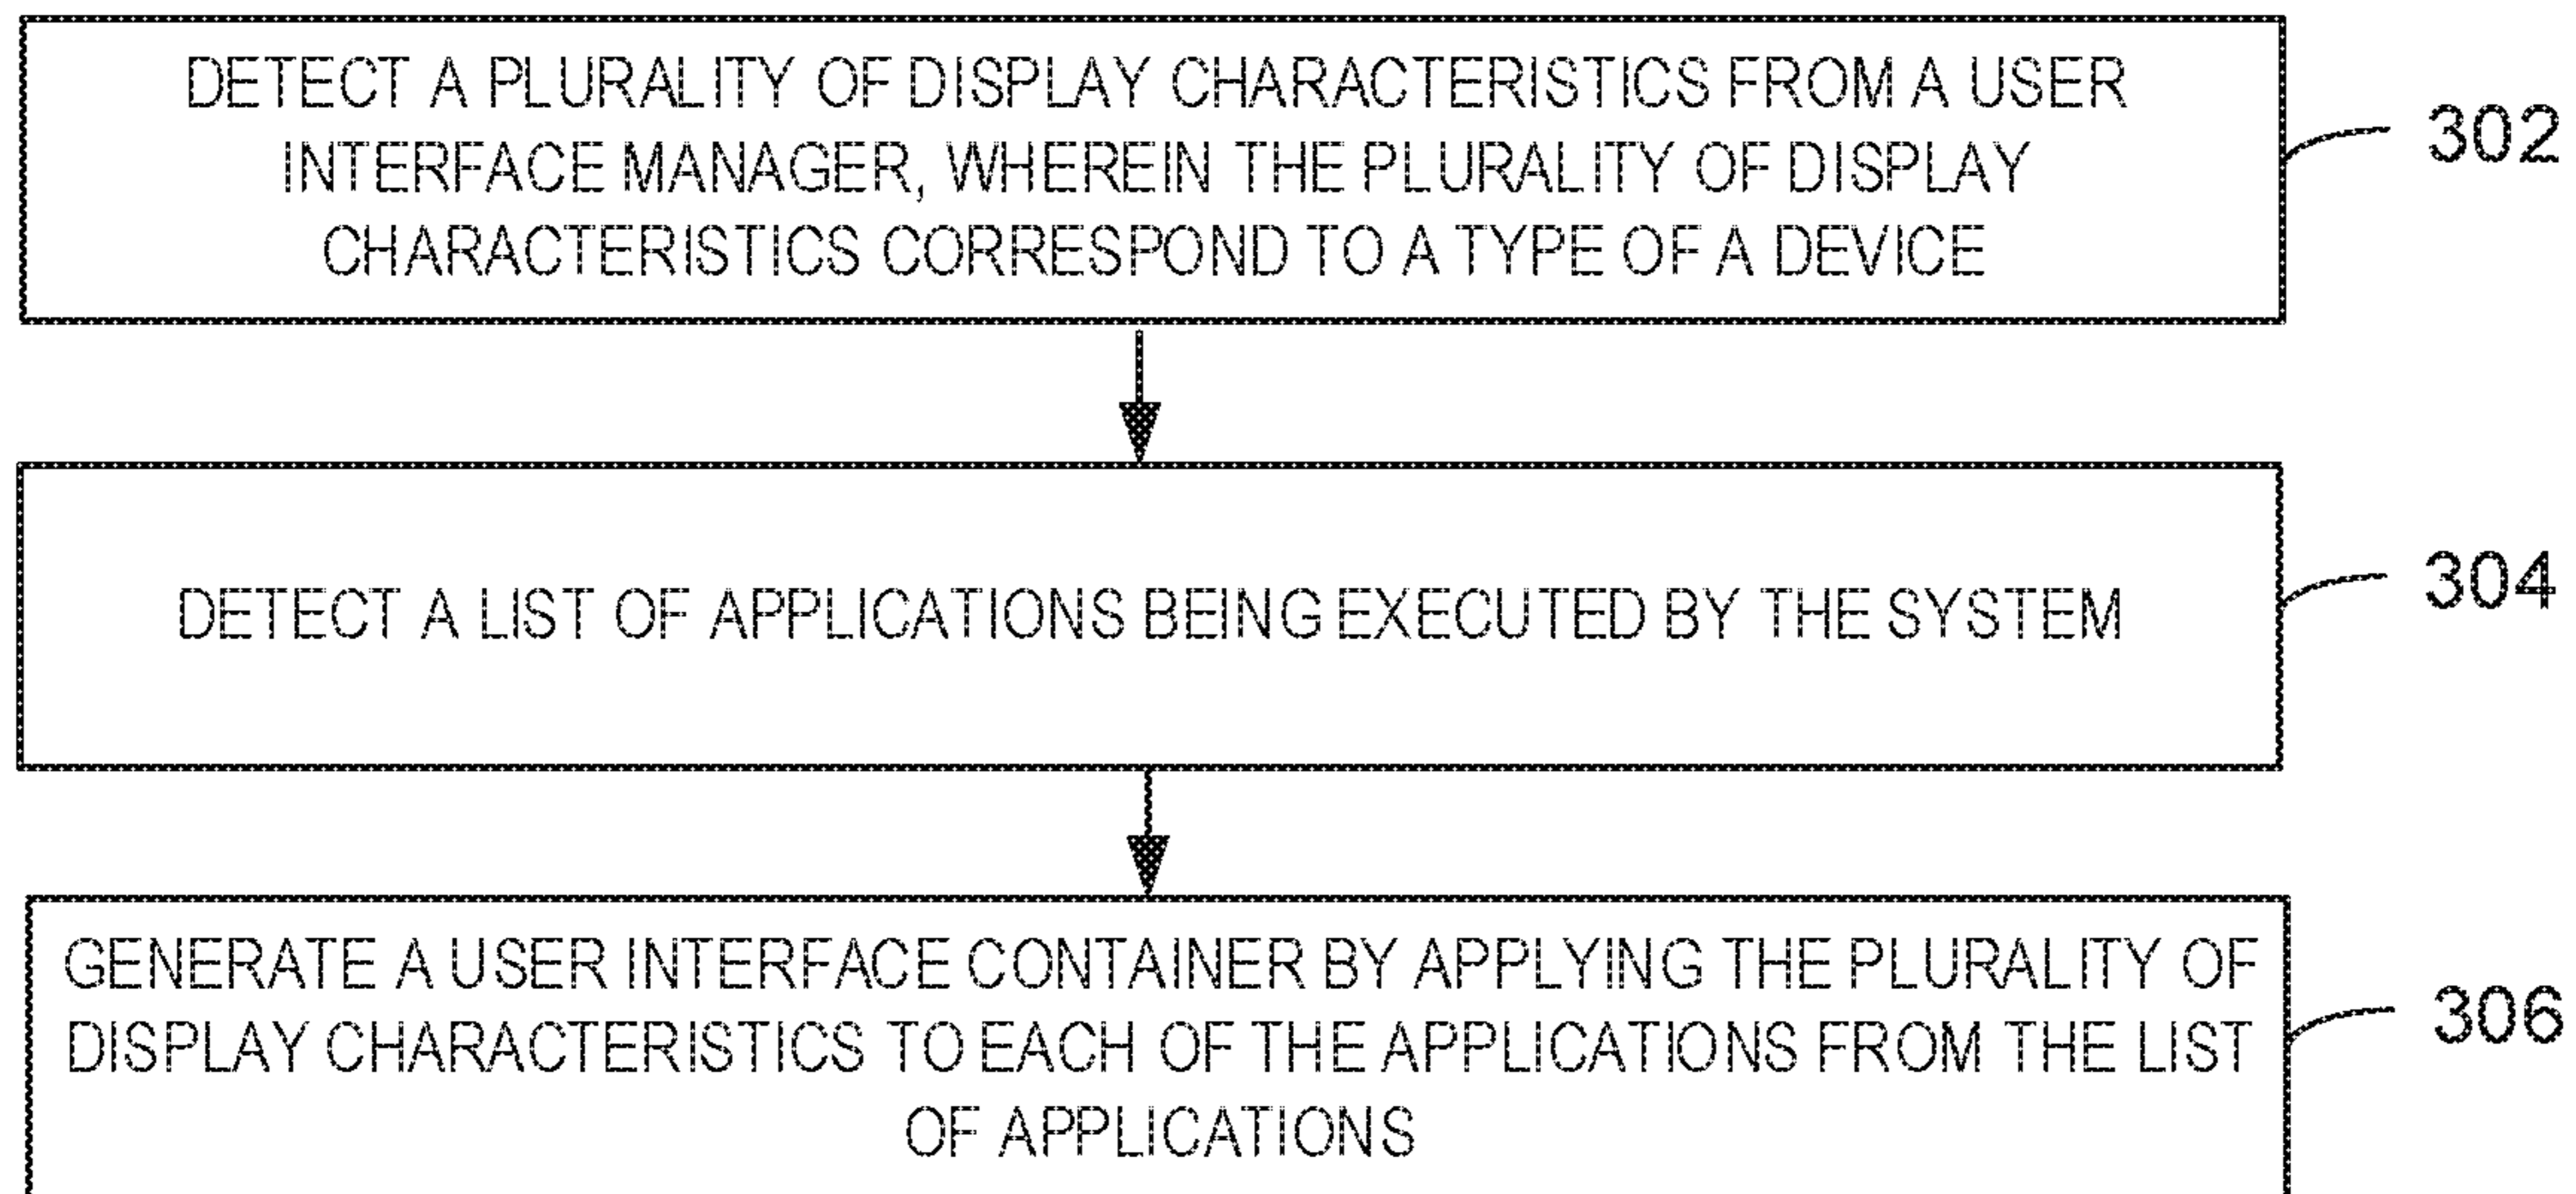 DETECT A PLURALITY OF DISPLAY CHARACTERISTICS FROM A USER
INTERFACE MANAGER, WHEREIN THE PLURALITY OF DISPLAY
CHARACTERISTICS CORRESPOND TO A TYPE OF A DEVICE
302
DETECT A LIST OF APPLICATIONS BEING EXECUTED BY THE SYSTEM
304
GENERATE A USER INTERFACE CONTAINER BY APPLYING THE PLURALITY OF
DISPLAY CHARACTERISTICS TO EACH OF THE APPLICATIONS FROM THE LIST
OF APPLICATIONS
306